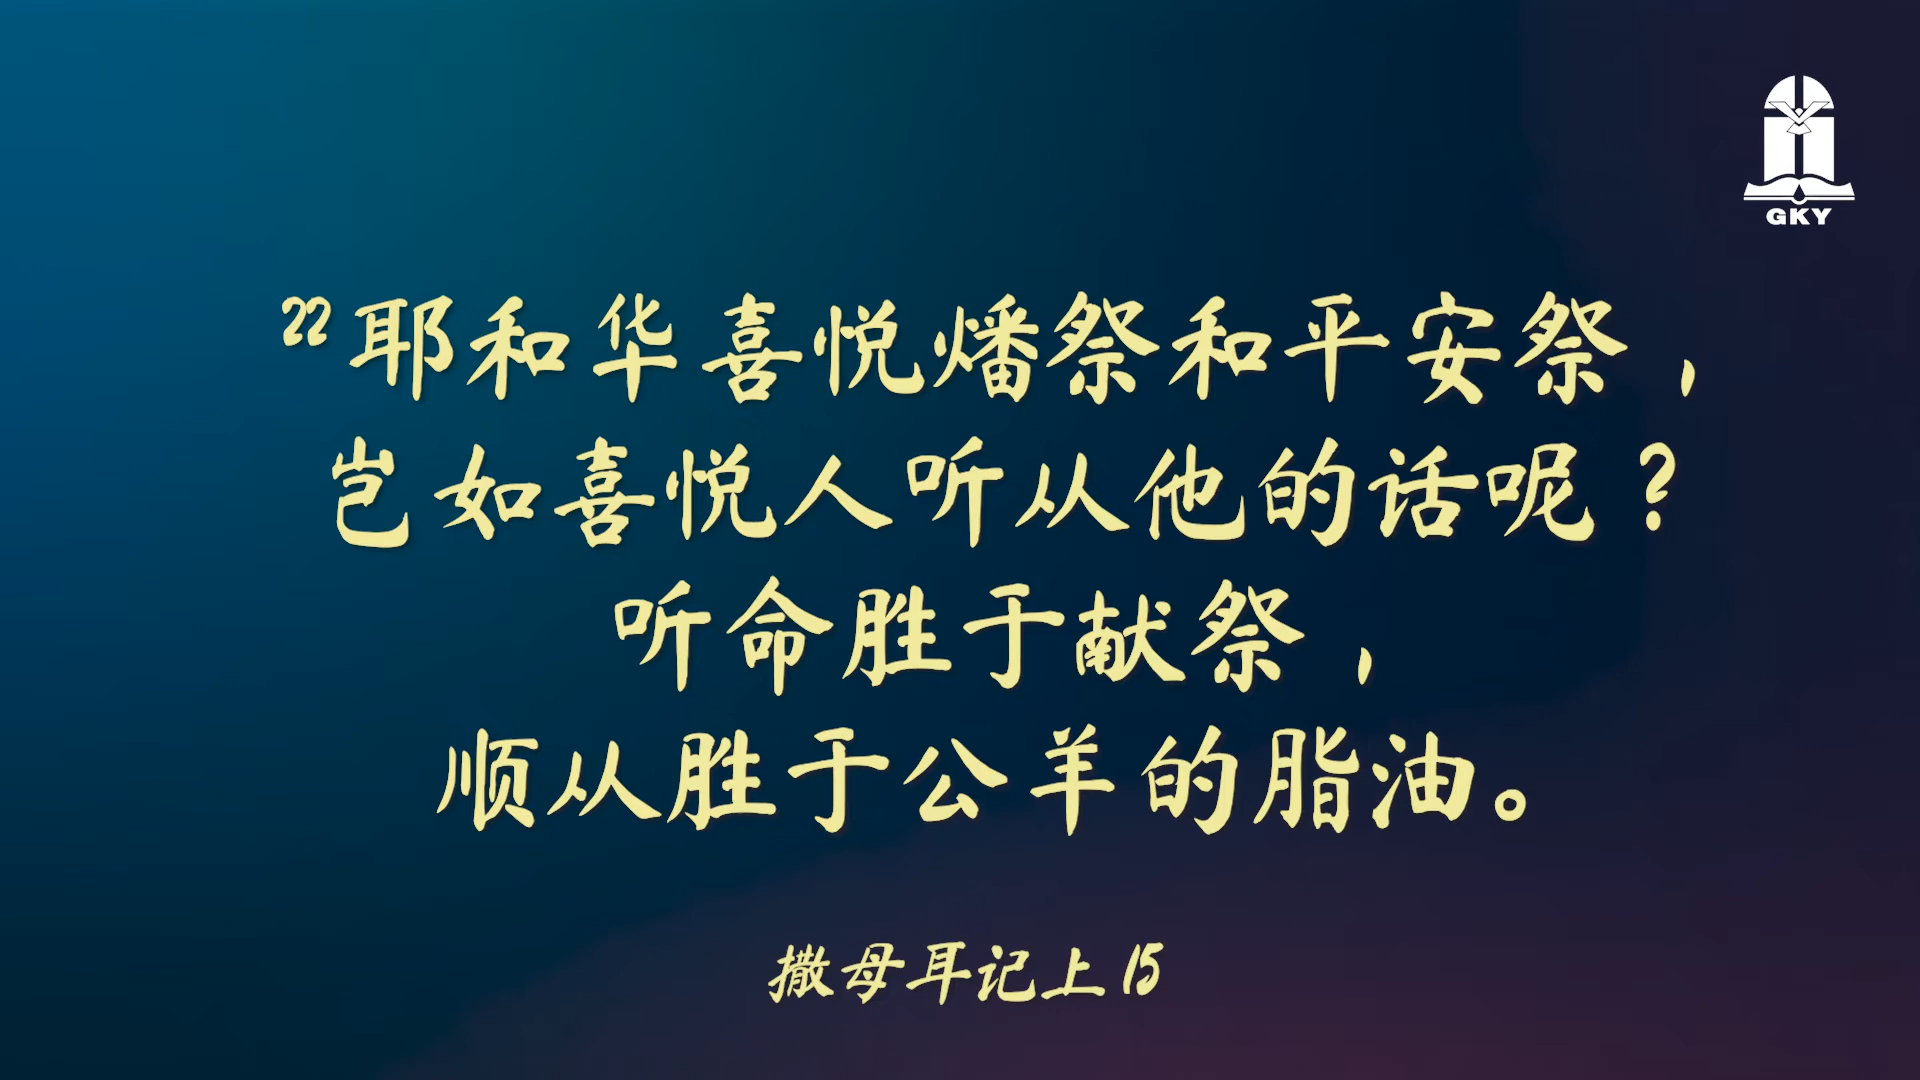 GKY
22 耶和华喜悦燔祭和平安祭，
岂如喜悦人听从他的话呢？
听命胜于献祭，
顺从胜于公羊的脂油。
撒母耳记上 15